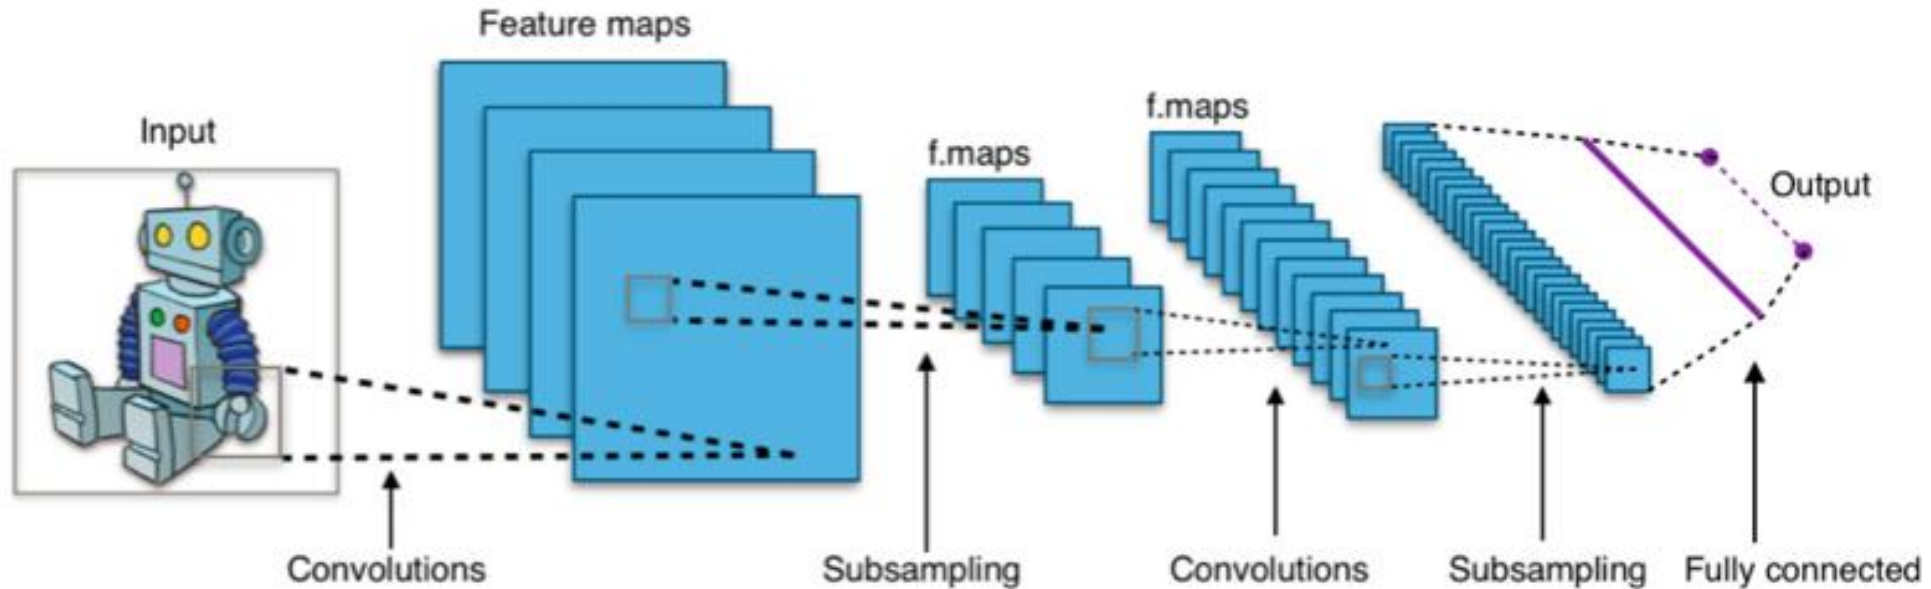 Feature maps
f.maps
Input
f.maps
Output
Convolutions
Subsampling
Convolutions
Subsampling
Fully connected